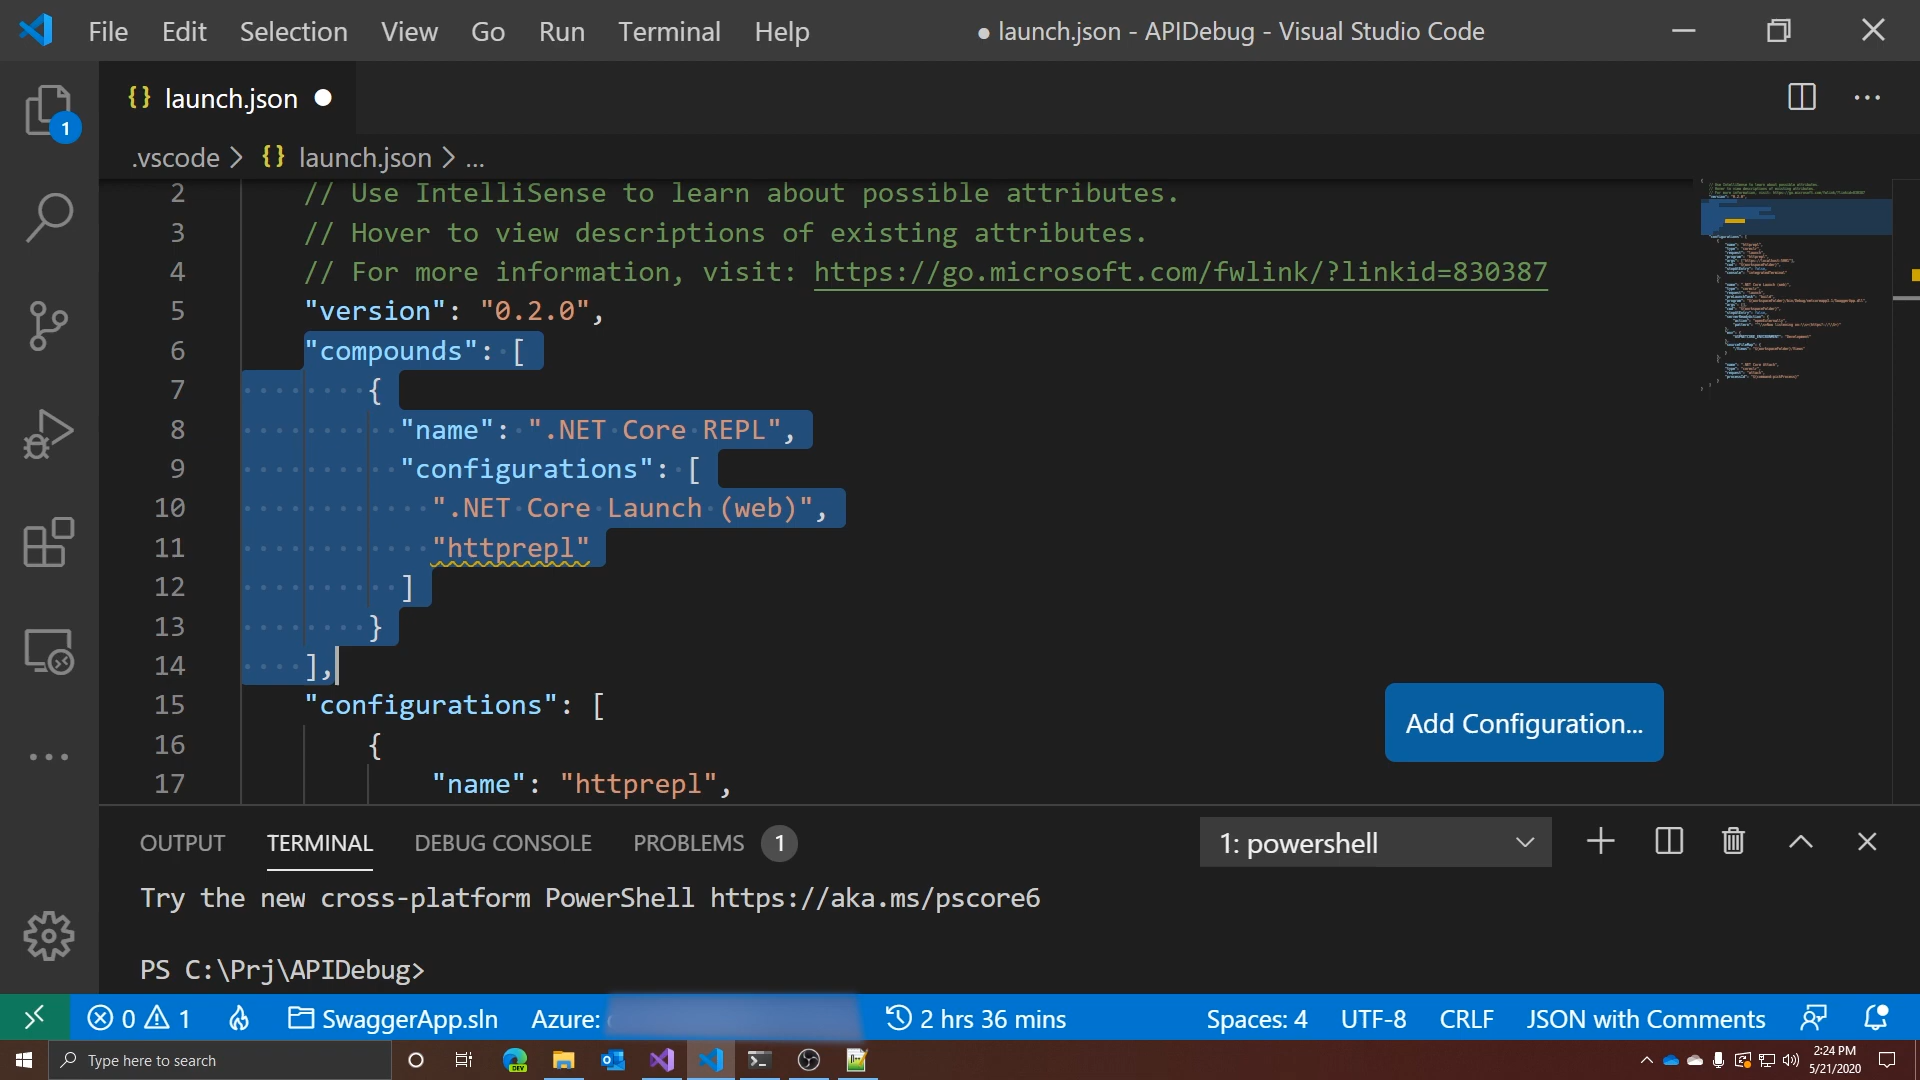 File Edit Selection View Go Run Terminal Help ● launch.json - APIDebug - Visual Studio Code
{} launch.json ●
.vscode > {} launch.json > ...
2 // Use IntelliSense to learn about possible attributes.
3 // Hover to view descriptions of existing attributes.
4 // For more information, visit: https://go.microsoft.com/fwlink/?linkid=830387
5 "version": "0.2.0",
6 "compounds": [
7 {
8 "name": ".NET Core REPL",
9 "configurations": [
10 ".NET Core Launch (web)",
11 "httprepl"
12 ]
13 }
14 ],
15 "configurations": [
16 {
17 "name": "httprepl",
1
Add Configuration...
OUTPUT TERMINAL DEBUG CONSOLE PROBLEMS 1 1: powershell
Try the new cross-platform PowerShell https://aka.ms/pscore6
PS C:\Prj\APIDebug>
0 1 SwaggerApp.sln Azure: 2 hrs 36 mins Spaces: 4 UTF-8 CRLF JSON with Comments
Type here to search DEV 2:24 PM
5/21/2020